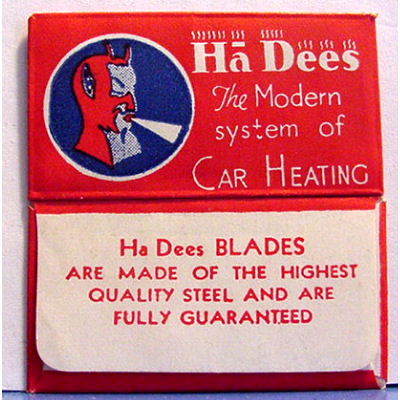 Hā Dees
The Modern
system of
CAR HEATING
Ha Dees BLADES
ARE MADE OF THE HIGHEST
QUALITY STEEL AND ARE
FULLY GUARANTEED